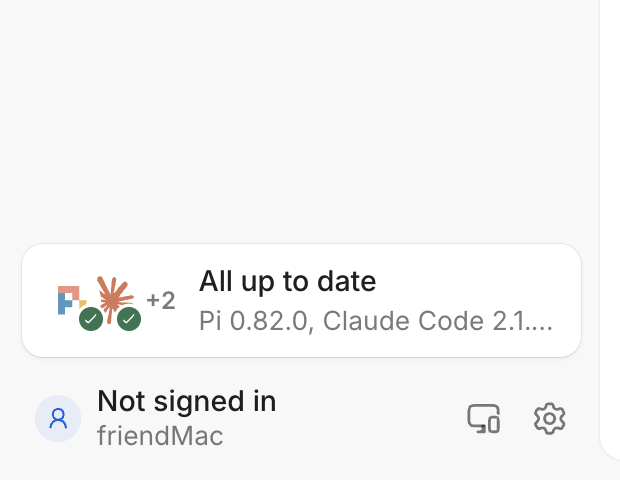 +2
All up to date
Pi 0.82.0, Claude Code 2.1....
Not signed in
friendMac